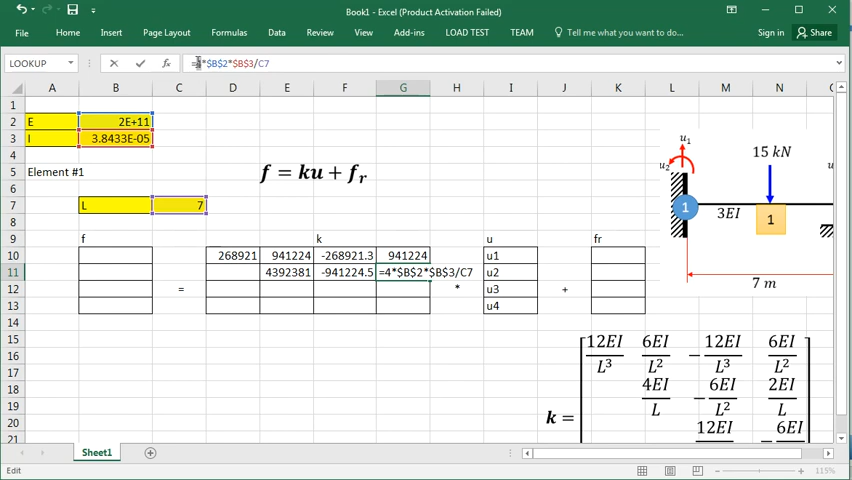 Book1 - Excel (Product Activation Failed)
File Home Insert Page Layout Formulas Data Review View Add-ins LOAD TEST TEAM Tell me what you want to do... Sign in Share
LOOKUP fx =4*$B$2*$B$3/C7
A B C D E F G H I J K L M N
1
2 E 2E+11
3 I 3.8433E-05
4
5 Element #1
6
7 L 7
8
9 f k u fr
10 268921 941224 -268921.3 941224 u1
11 4392381 -941224.5 =4*$B$2*$B$3/C7 u2
12 = * u3 +
13 u4
14
15
16
17
18
19
20
21
f = ku + fr
u1
u2
15 kN
1
3EI
1
7 m
k =
12EI/L³ 6EI/L² − 12EI/L³ 6EI/L²
4EI/L − 6EI/L² 2EI/L
12EI − 6EI
Sheet1
Edit 115%